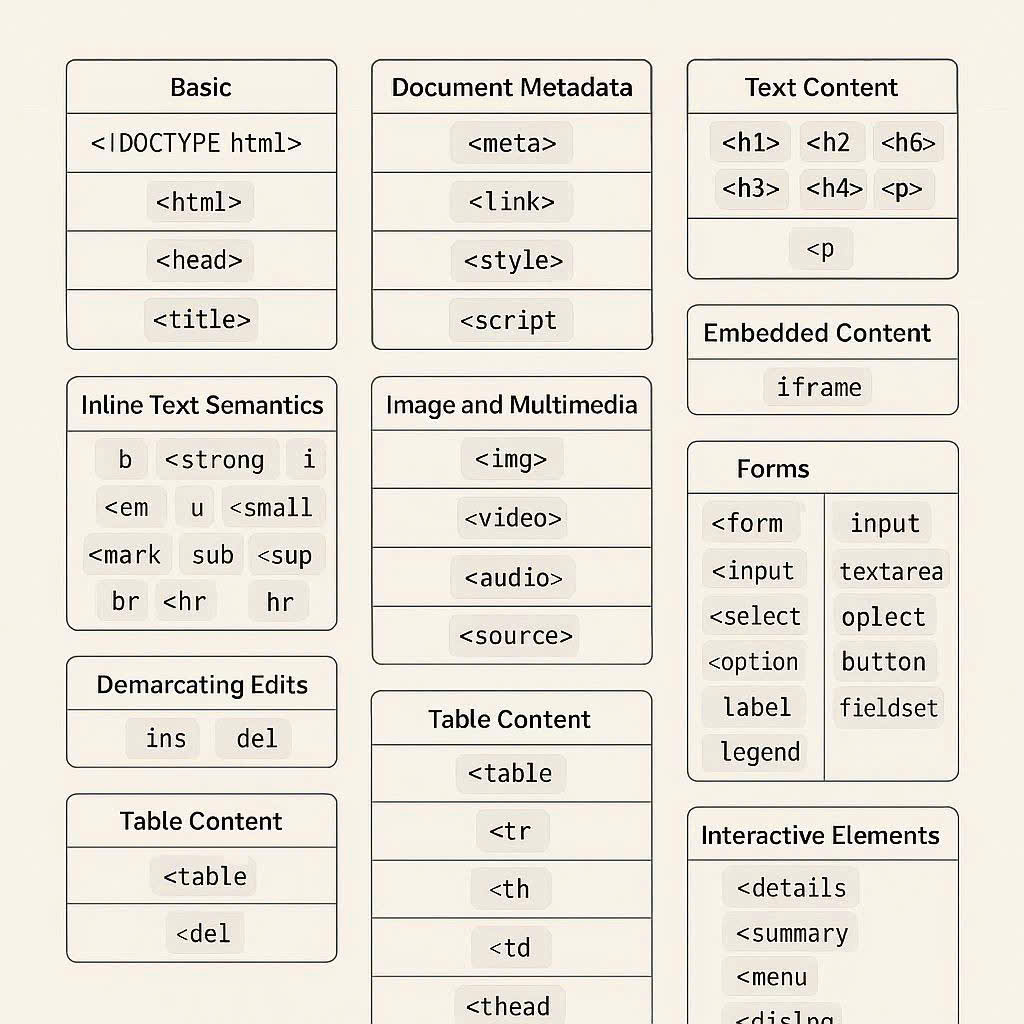 Basic
<!DOCTYPE html>
<html>
<head>
<title>
Document Metadata
<meta>
<link>
<style>
<script
Text Content
<h1> <h2 <h6>
<h3> <h4> <p>
<p
Embedded Content
iframe
Inline Text Semantics
b <strong i
<em u <small
<mark sub <sup
br <hr hr
Image and Multimedia
<img>
<video>
<audio>
<source>
Forms
<form input
<input textarea
<select oplect
<option button
label fieldset
legend
Demarcating Edits
ins del
Table Content
<table
<del
Table Content
<table
<tr
<th
<td
<thead
Interactive Elements
<details
<summary
<menu